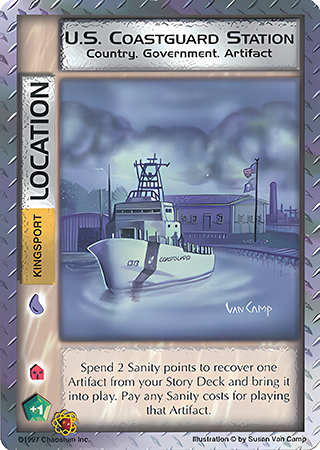 U.S. COASTGUARD STATION
Country. Government. Artifact
LOCATION
KINGSPORT
COASTGUARD
VAN CAMP
Spend 2 Sanity points to recover one
Artifact from your Story Deck and bring it
into play. Pay any Sanity costs for playing
that Artifact.
+1
©1997 Chaosium Inc.
Illustration © by Susan Van Camp